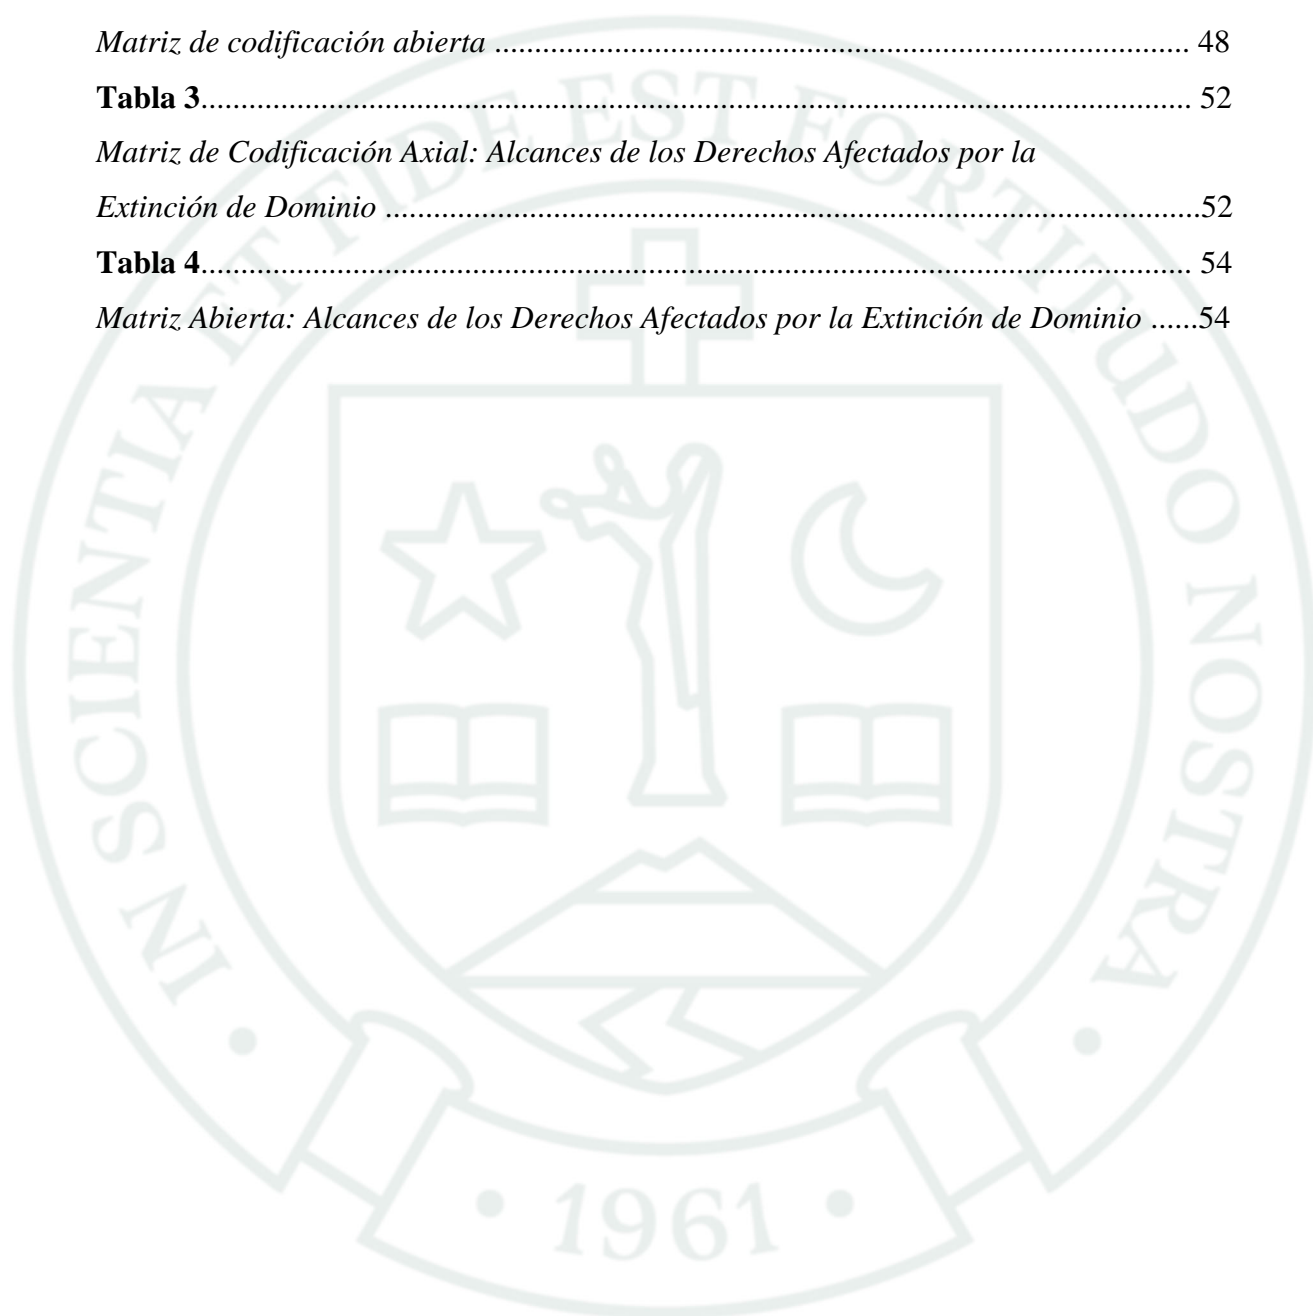 Matriz de codificación abierta ....................................................................................... 48
Tabla 3............................................................................................................................ 52
Matriz de Codificación Axial: Alcances de los Derechos Afectados por la
Extinción de Dominio .....................................................................................................52
Tabla 4............................................................................................................................ 54
Matriz Abierta: Alcances de los Derechos Afectados por la Extinción de Dominio ......54
IN SCIENTIA ET FIDE EST FORTITUDO NOSTRA
• 1961 •